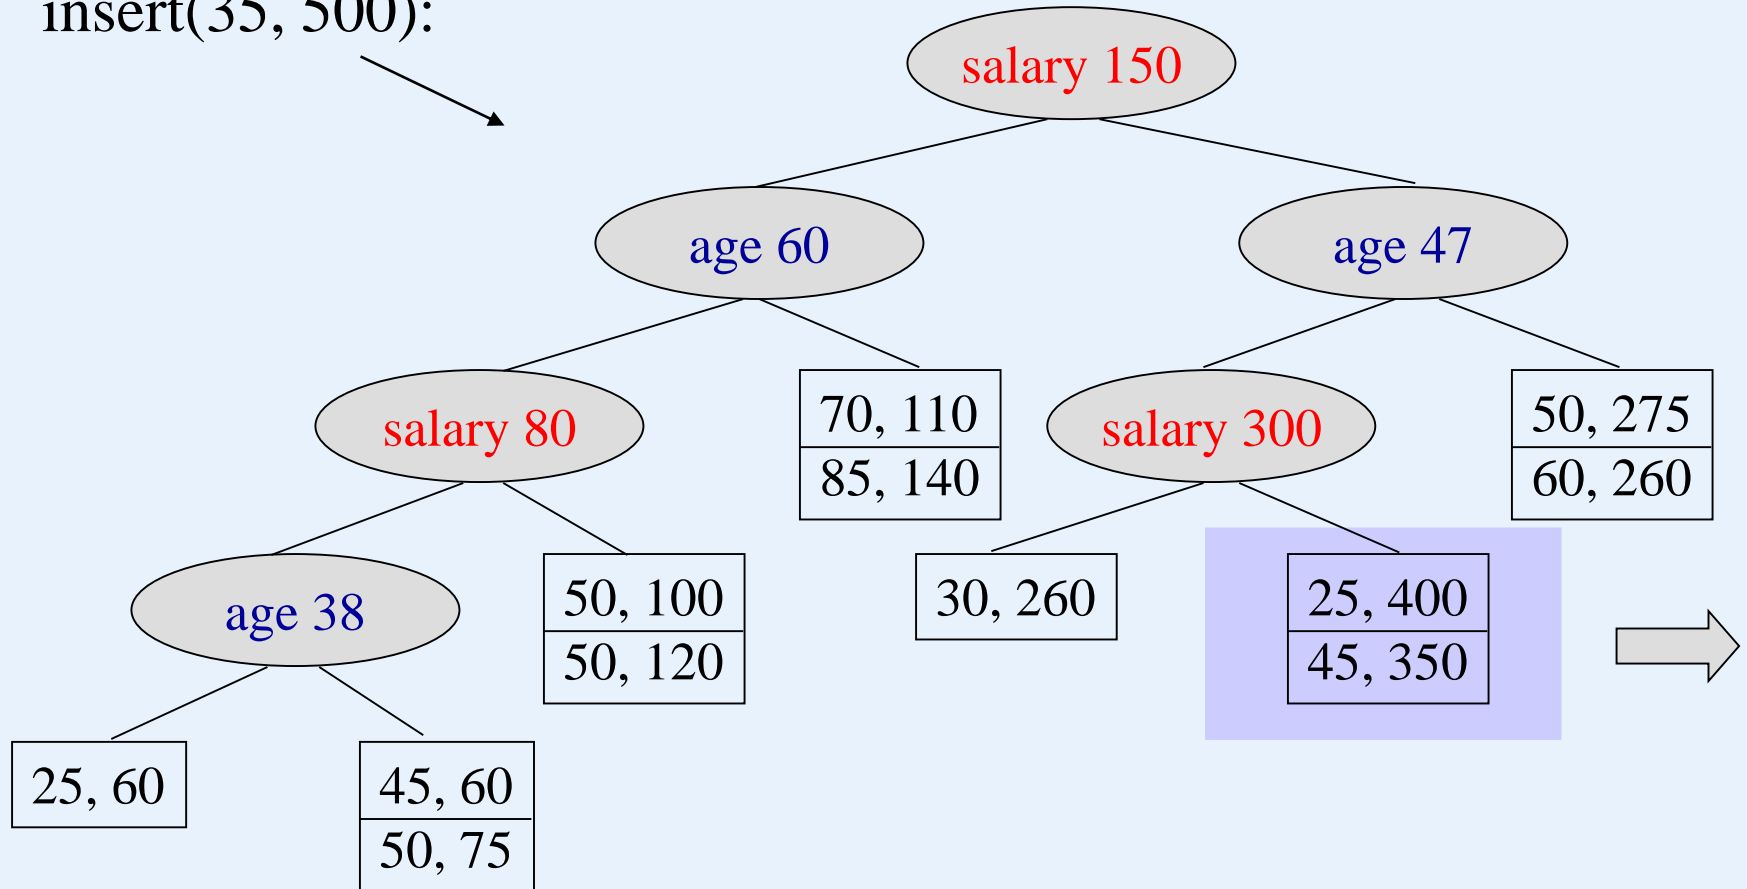 insert(35, 500):
salary 150
age 60
age 47
salary 80
70, 110
85, 140
salary 300
50, 275
60, 260
age 38
50, 100
50, 120
30, 260
25, 400
45, 350
25, 60
45, 60
50, 75